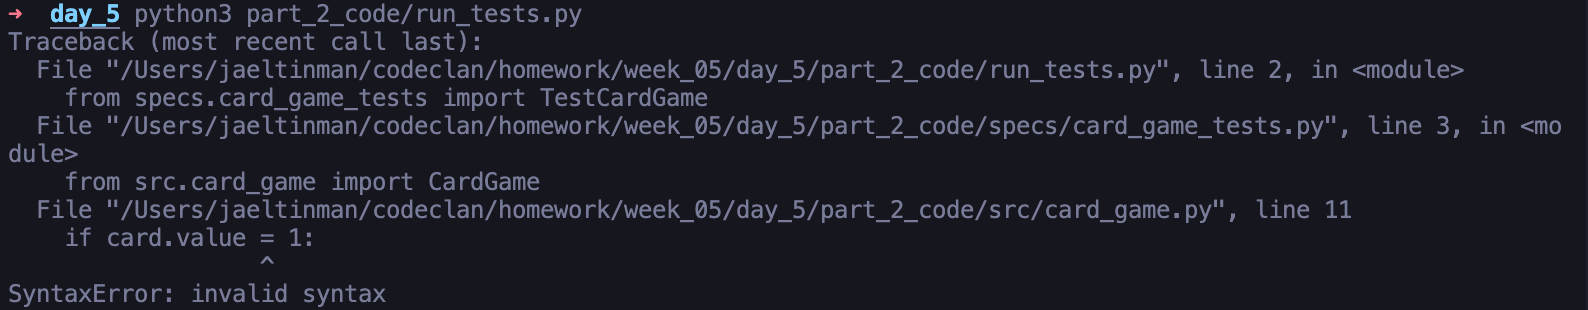 → day_5 python3 part_2_code/run_tests.py
Traceback (most recent call last):
  File "/Users/jaeltinman/codeclan/homework/week_05/day_5/part_2_code/run_tests.py", line 2, in <module>
    from specs.card_game_tests import TestCardGame
  File "/Users/jaeltinman/codeclan/homework/week_05/day_5/part_2_code/specs/card_game_tests.py", line 3, in <mo
dule>
    from src.card_game import CardGame
  File "/Users/jaeltinman/codeclan/homework/week_05/day_5/part_2_code/src/card_game.py", line 11
    if card.value = 1:
                  ^
SyntaxError: invalid syntax